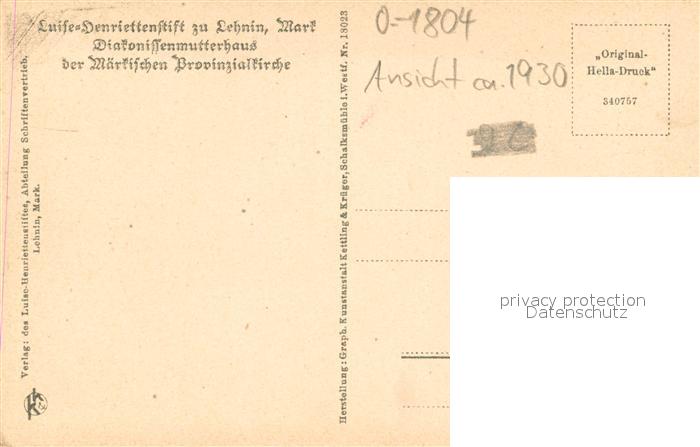 Luise-Henriettenstift zu Lehnin, Mark
Diakonissenmutterhaus
der Märkischen Provinzialkirche
Verlag: des Luise-Henriettenstiftes, Abteilung Schriftenvertrieb,
Lehnin, Mark.
Herstellung: Graph. Kunstanstalt Kettling & Krüger, Schalksmühle i. Westf. Nr. 18023
0-1804
Ansicht ca. 1930
„Original-
Hella-Druck“
340757
privacy protection
Datenschutz